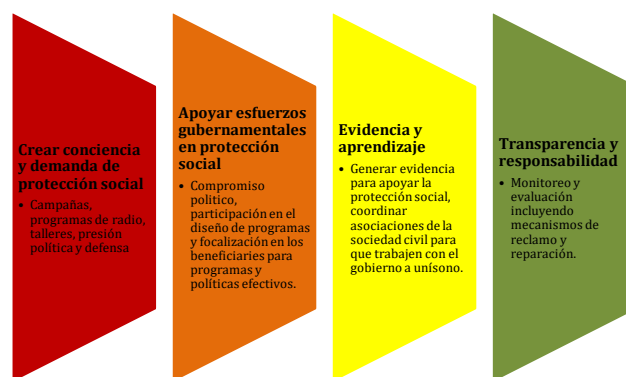 Crear conciencia
y demanda de
protección social
• Campañas,
programas de radio,
talleres, presión
política y defensa
Apoyar esfuerzos
gubernamentales
en protección
social
• Compromiso
politico,
participación en el
diseño de programas
y focalización en los
beneficiaries para
programas y
políticas efectivos.
Evidencia y
aprendizaje
• Generar evidencia
para apoyar la
protección social,
coordinar
asociaciones de la
sociedad civil para
que trabajen con el
gobierno a unísono.
Transparencia y
responsabilidad
• Monitoreo y
evaluación
incluyendo
mecanismos de
reclamo y
reparación.